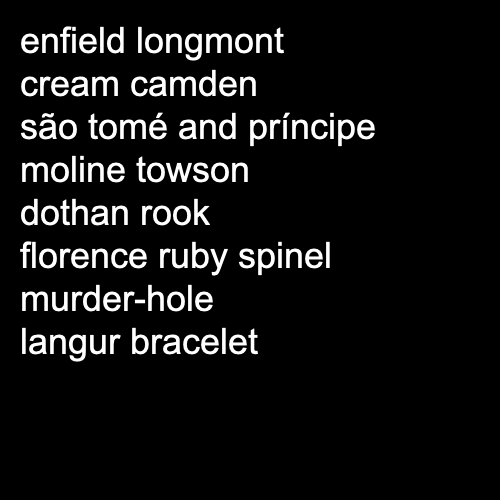 enfield longmont
cream camden
são tomé and príncipe
moline towson
dothan rook
florence ruby spinel
murder-hole
langur bracelet